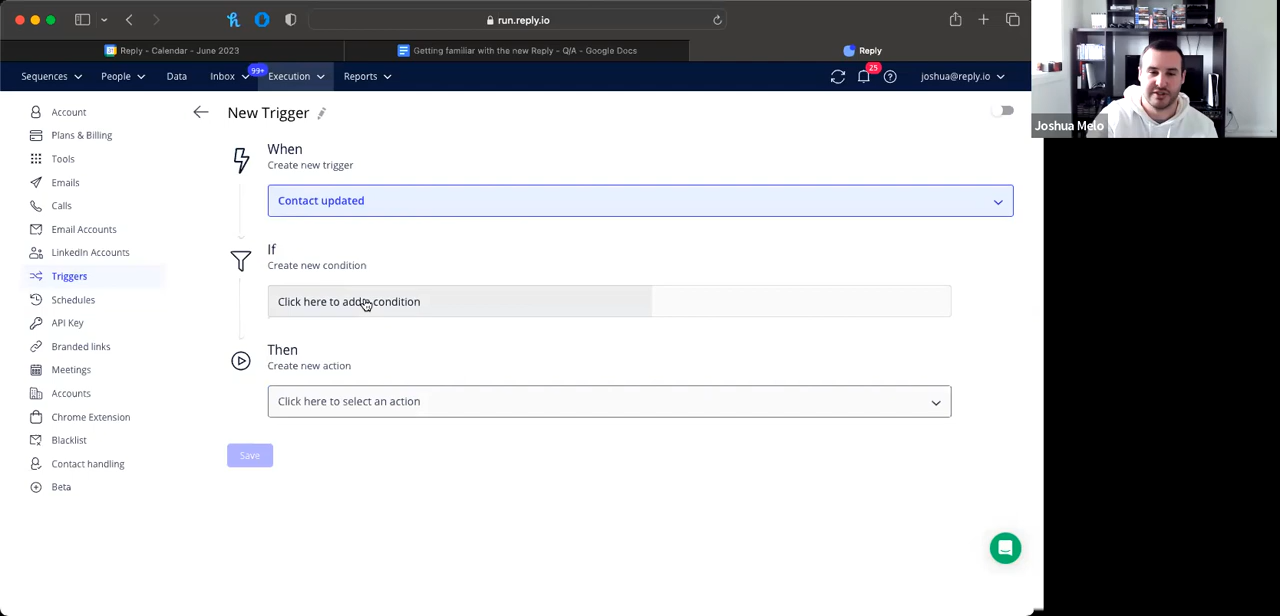 run.reply.io
Reply - Calendar - June 2023
Getting familiar with the new Reply - Q/A - Google Docs
Reply
Sequences
People
Data
Inbox
99+
Execution
Reports
25
joshua@reply.io
Joshua Melo
Account
Plans & Billing
Tools
Emails
Calls
Email Accounts
LinkedIn Accounts
Triggers
Schedules
API Key
Branded links
Meetings
Accounts
Chrome Extension
Blacklist
Contact handling
Beta
New Trigger
When
Create new trigger
Contact updated
If
Create new condition
Click here to add a condition
Then
Create new action
Click here to select an action
Save